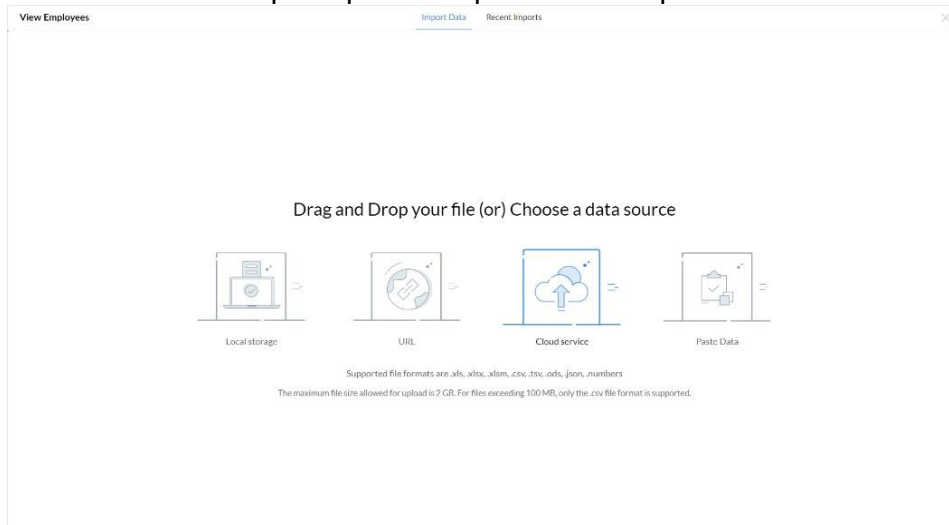 View Employees
Import Data
Recent Imports
Drag and Drop your file (or) Choose a data source
Local storage
URL
Cloud service
Paste Data
Supported file formats are .xls, .xlsx, .xlsm, .csv, .tsv, .ods, .json, .numbers
The maximum file size allowed for upload is 2 GB. For files exceeding 100 MB, only the .csv file format is supported.